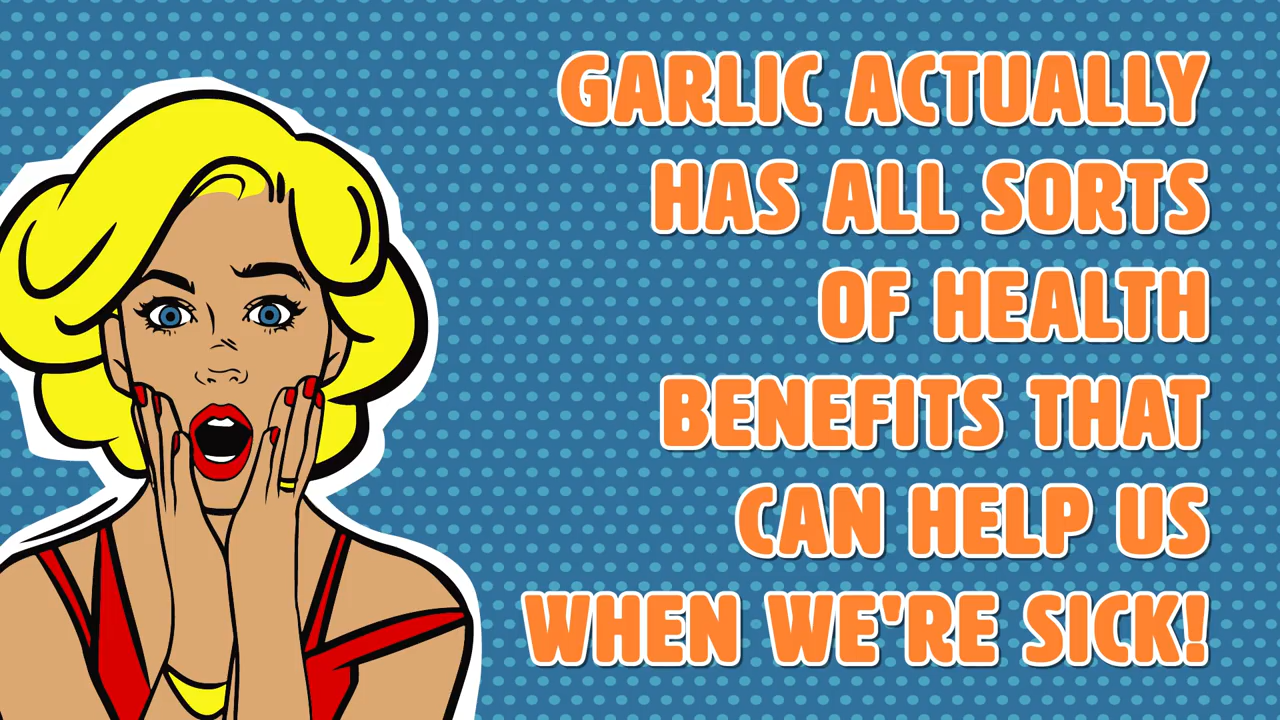 GARLIC ACTUALLY
HAS ALL SORTS
OF HEALTH
BENEFITS THAT
CAN HELP US
WHEN WE'RE SICK!